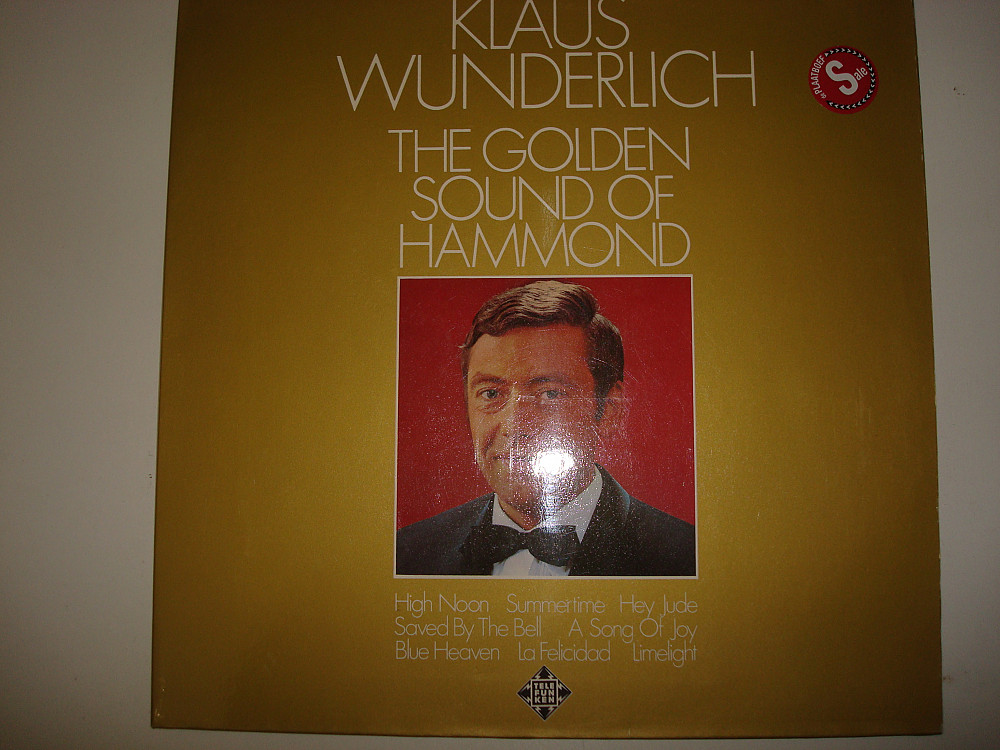 KLAUS
WUNDERLICH
de PLAATBOEF
Sale
THE GOLDEN
SOUND OF
HAMMOND
High Noon Summertime Hey Jude
Saved By The Bell A Song Of Joy
Blue Heaven La Felicidad Limelight
TELE
FUN
KEN